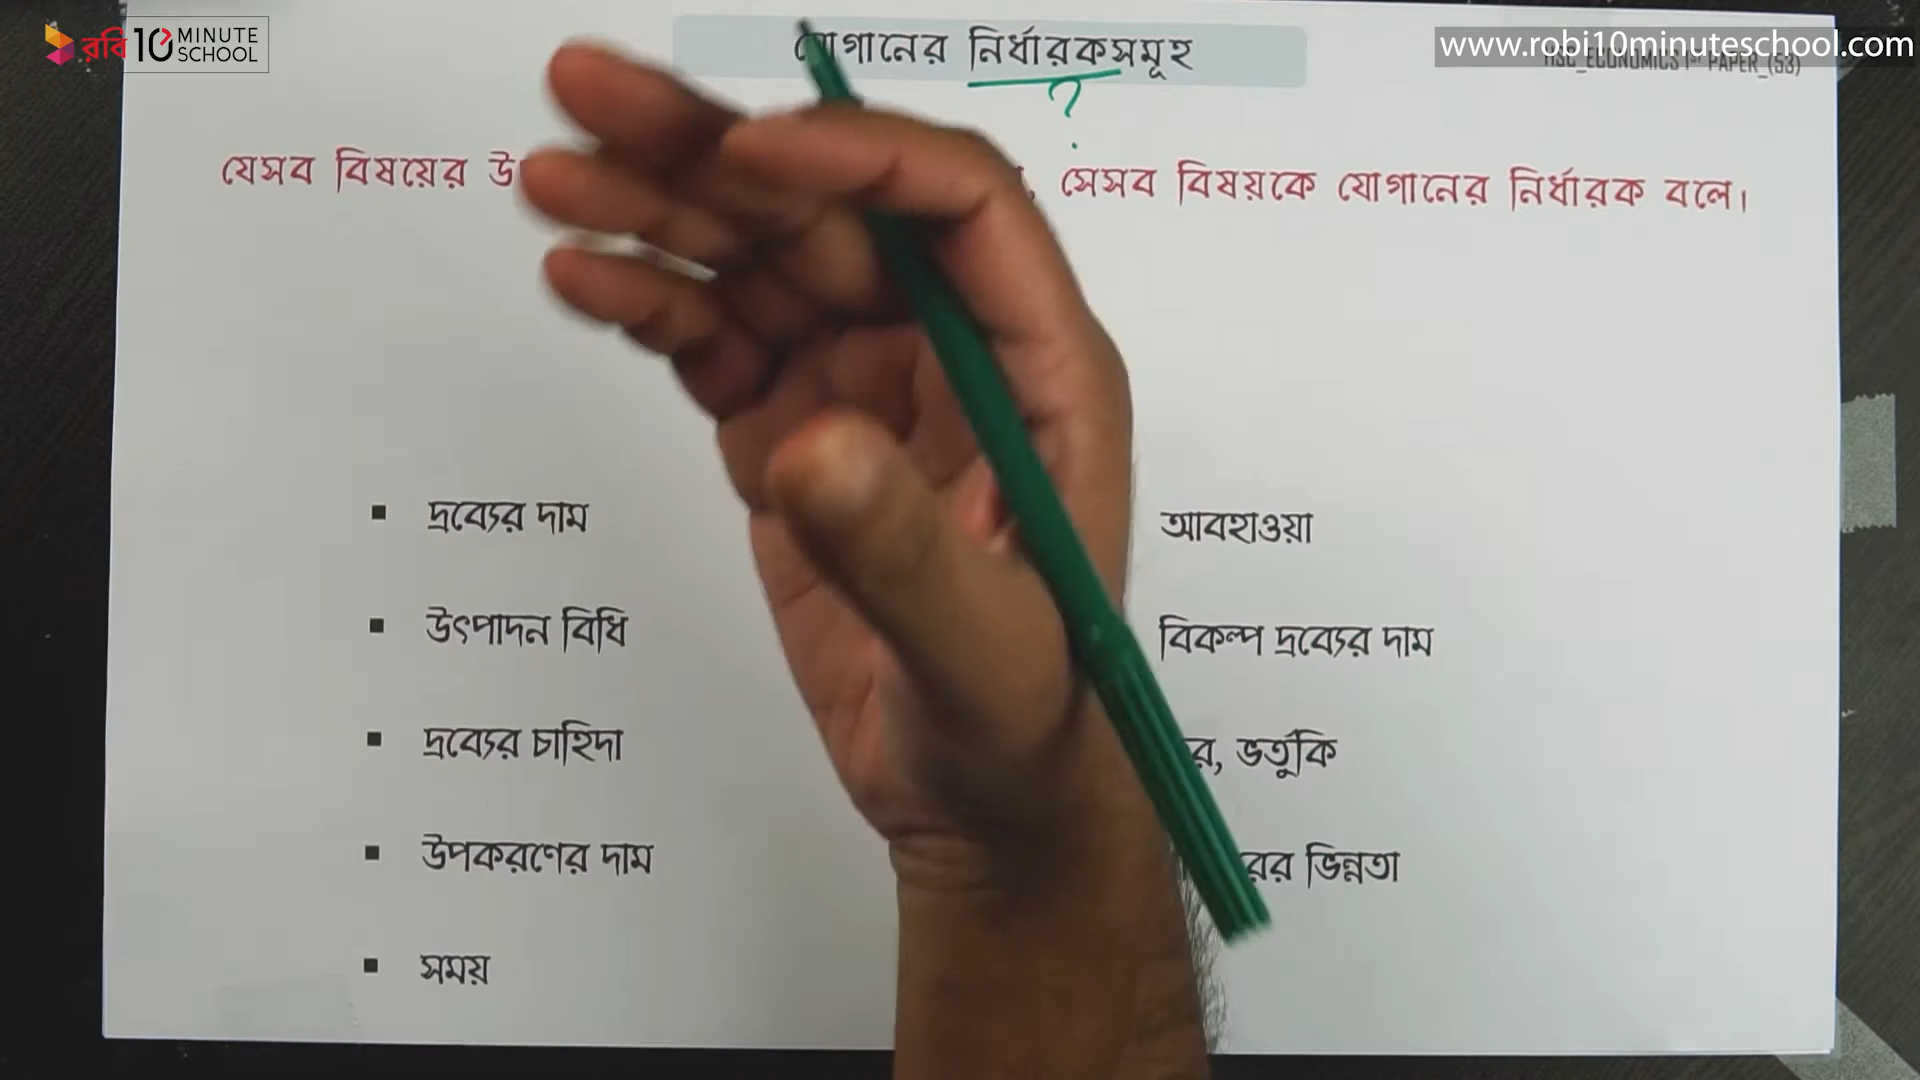 রবি 10 MINUTE SCHOOL
www.robi10minuteschool.com
যোগানের নির্ধারকসমূহ
HSC_ECONOMICS 1ST PAPER_(53)
?
যেসব বিষয়ের
সেসব বিষয়কে যোগানের নির্ধারক বলে।
▪ দ্রব্যের দাম
▪ উৎপাদন বিধি
▪ দ্রব্যের চাহিদা
▪ উপকরণের দাম
▪ সময়
আবহাওয়া
বিকল্প দ্রব্যের দাম
ভর্তুকি
ভিন্নতা